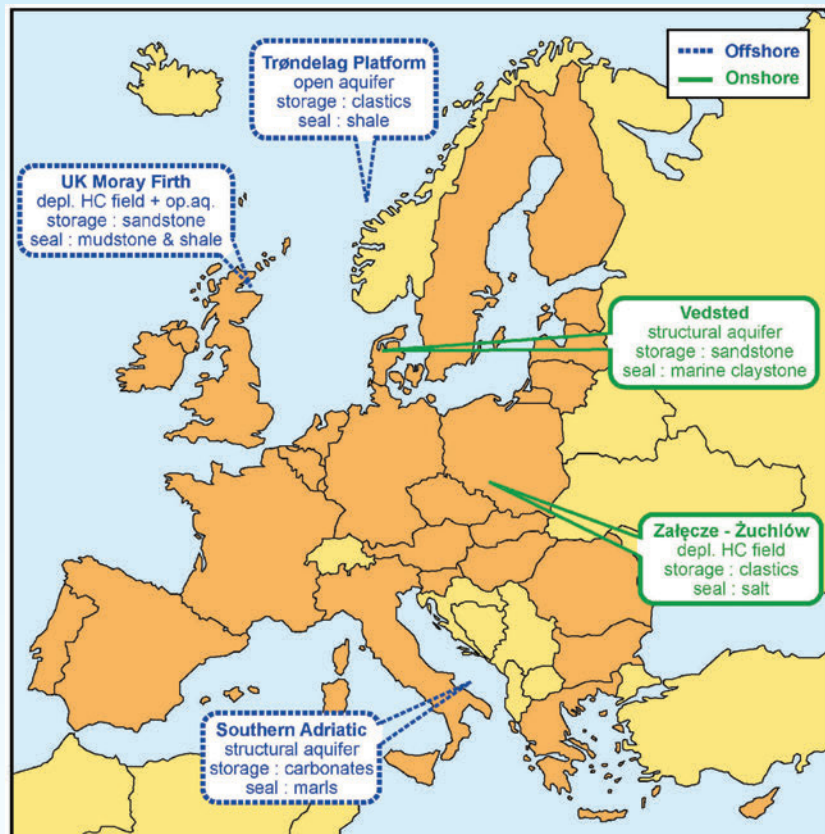 Offshore
Onshore
Trøndelag Platform
open aquifer
storage : clastics
seal : shale
UK Moray Firth
depl. HC field + op.aq.
storage : sandstone
seal : mudstone & shale
Vedsted
structural aquifer
storage : sandstone
seal : marine claystone
Załęcze - Żuchlów
depl. HC field
storage : clastics
seal : salt
Southern Adriatic
structural aquifer
storage : carbonates
seal : marls